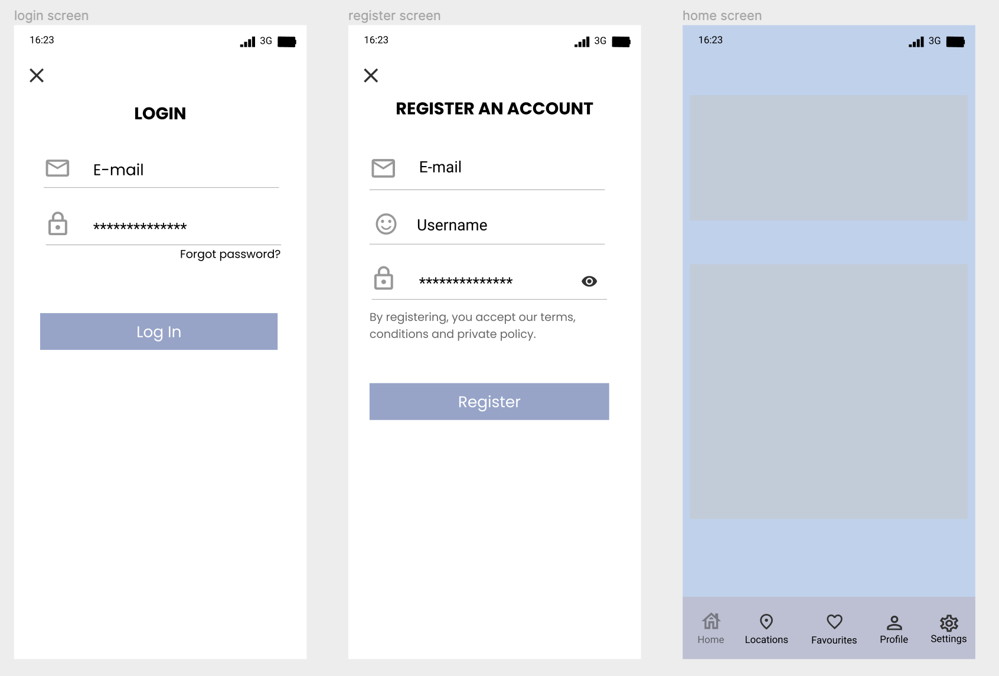 login screen
16:23
3G
LOGIN
E-mail
**************
Forgot password?
Log In
register screen
16:23
3G
REGISTER AN ACCOUNT
E-mail
Username
**************
By registering, you accept our terms,
conditions and private policy.
Register
home screen
16:23
3G
Home
Locations
Favourites
Profile
Settings